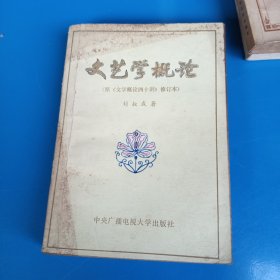 文艺学概论
（原《文学概论四十讲》修订本）
刘叔成 著
中央广播电视大学出版社